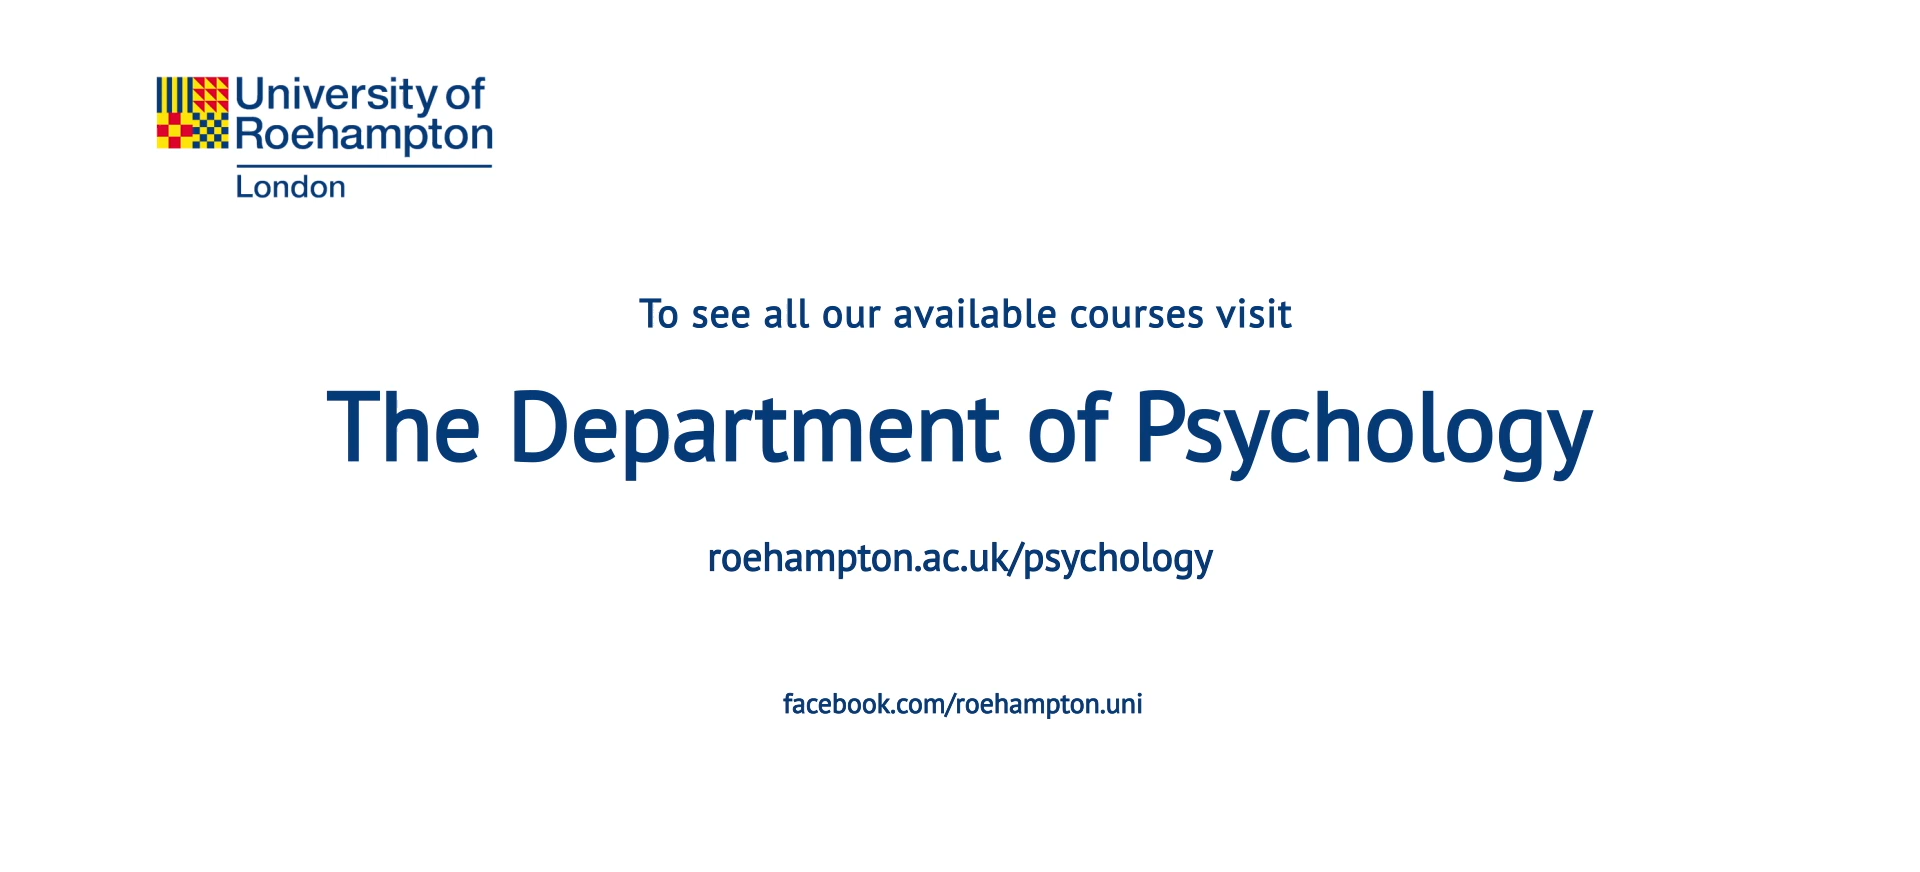 University of
Roehampton
London
To see all our available courses visit
The Department of Psychology
roehampton.ac.uk/psychology
facebook.com/roehampton.uni